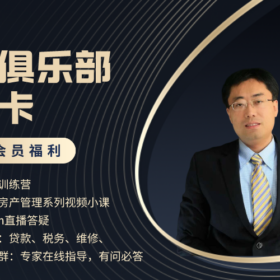 俱乐部
卡
会员福利
训练营
房产管理系列视频小课
m直播答疑
：贷款、税务、维修、
群：专家在线指导，有问必答